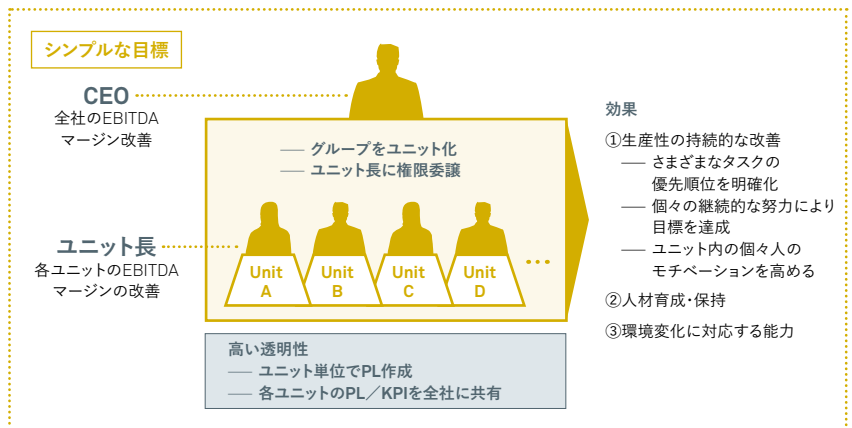 シンプルな目標
CEO
全社のEBITDA
マージン改善
── グループをユニット化
── ユニット長に権限委譲
ユニット長
各ユニットのEBITDA
マージンの改善
Unit
A
Unit
B
Unit
C
Unit
D
…
高い透明性
── ユニット単位でPL作成
── 各ユニットのPL／KPIを全社に共有
効果
①生産性の持続的な改善
── さまざまなタスクの
優先順位を明確化
── 個々の継続的な努力により
目標を達成
── ユニット内の個々人の
モチベーションを高める
②人材育成・保持
③環境変化に対応する能力